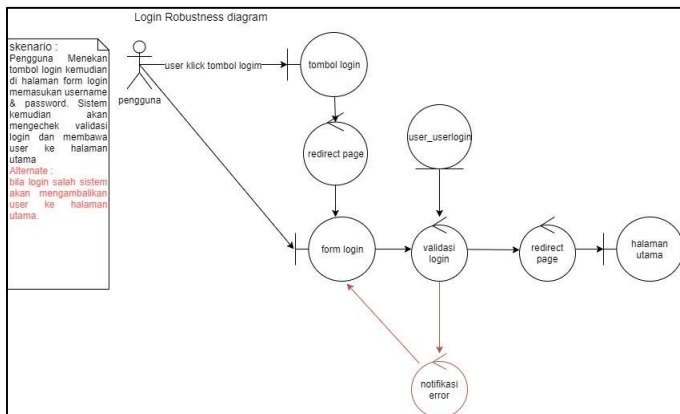 Login Robustness diagram
skenario :
Pengguna Menekan
tombol login kemudian
di halaman form login
memasukan username
& password. Sistem
kemudian akan
mengechek validasi
login dan membawa
user ke halaman
utama
Alternate :
bila login salah sistem
akan mengambalikan
user ke halaman
utama.
pengguna
user klick tombol logim
tombol login
redirect page
user_userlogin
form login
validasi
login
redirect
page
halaman
utama
notifikasi
error